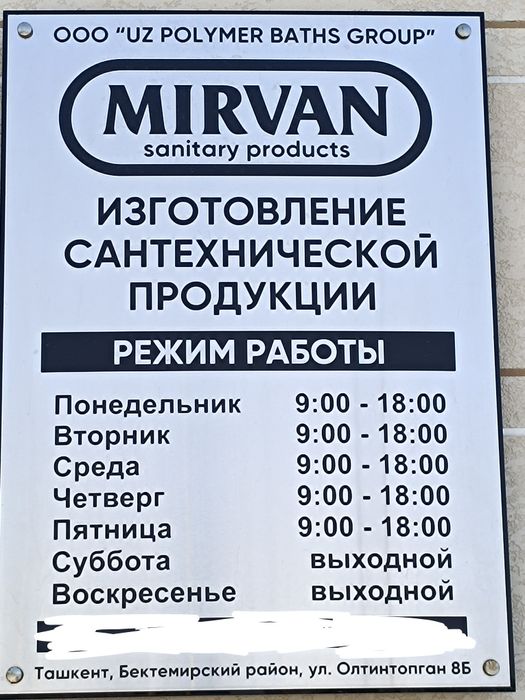 ООО “UZ POLYMER BATHS GROUP”
MIRVAN
sanitary products
ИЗГОТОВЛЕНИЕ
САНТЕХНИЧЕСКОЙ
ПРОДУКЦИИ
РЕЖИМ РАБОТЫ
Понедельник 9:00 - 18:00
Вторник 9:00 - 18:00
Среда 9:00 - 18:00
Четверг 9:00 - 18:00
Пятница 9:00 - 18:00
Суббота выходной
Воскресенье выходной
Ташкент, Бектемирский район, ул. Олтинтопган 8Б